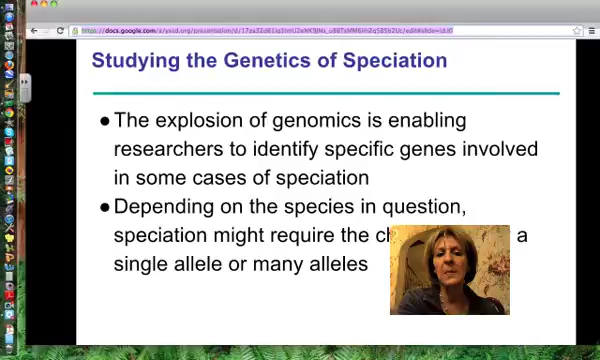 Studying the Genetics of Speciation
●The explosion of genomics is enabling
researchers to identify specific genes involved
in some cases of speciation
●Depending on the species in question,
speciation might require the a
single allele or many alleles